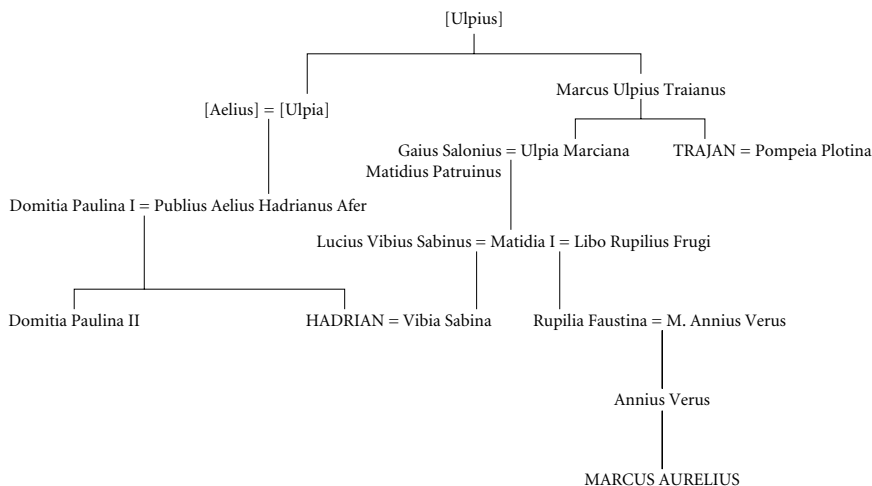 [Ulpius]
Marcus Ulpius Traianus
[Aelius] = [Ulpia]
Gaius Salonius = Ulpia Marciana
Matidius Patruinus
TRAJAN = Pompeia Plotina
Domitia Paulina I = Publius Aelius Hadrianus Afer
Lucius Vibius Sabinus = Matidia I = Libo Rupilius Frugi
Domitia Paulina II
HADRIAN = Vibia Sabina
Rupilia Faustina = M. Annius Verus
Annius Verus
MARCUS AURELIUS